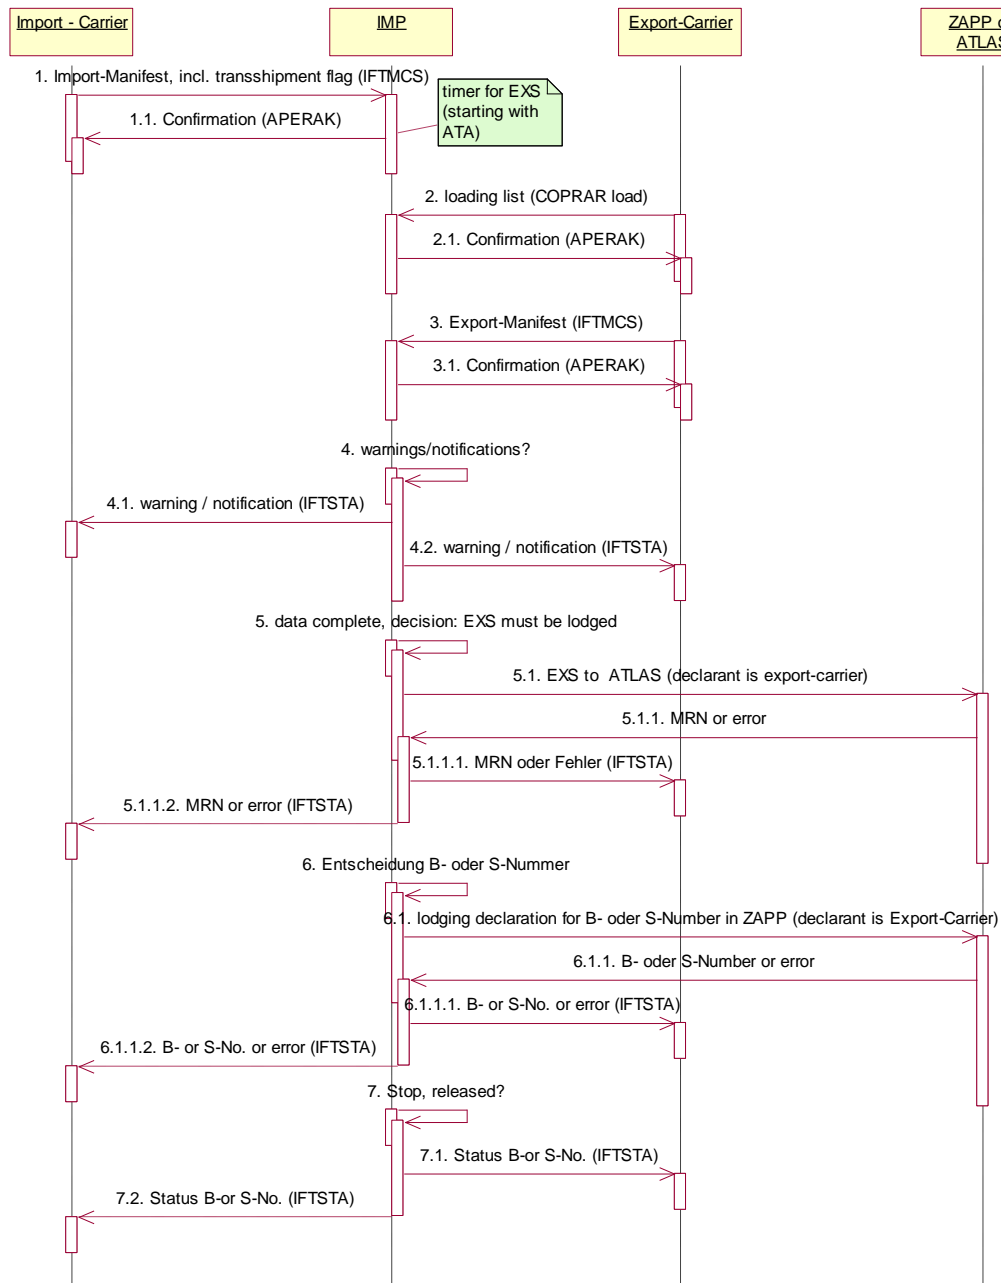 Import - Carrier
IMP
Export-Carrier
ZAPP
ATLAS
1. Import-Manifest, incl. transshipment flag (IFTMCS)
timer for EXS
(starting with
ATA)
1.1. Confirmation (APERAK)
2. loading list (COPRAR load)
2.1. Confirmation (APERAK)
3. Export-Manifest (IFTMCS)
3.1. Confirmation (APERAK)
4. warnings/notifications?
4.1. warning / notification (IFTSTA)
4.2. warning / notification (IFTSTA)
5. data complete, decision: EXS must be lodged
5.1. EXS to ATLAS (declarant is export-carrier)
5.1.1. MRN or error
5.1.1.1. MRN oder Fehler (IFTSTA)
5.1.1.2. MRN or error (IFTSTA)
6. Entscheidung B- oder S-Nummer
6.1. lodging declaration for B- oder S-Number in ZAPP (declarant is Export-Carrier)
6.1.1. B- oder S-Number or error
6.1.1.1. B- or S-No. or error (IFTSTA)
6.1.1.2. B- or S-No. or error (IFTSTA)
7. Stop, released?
7.1. Status B-or S-No. (IFTSTA)
7.2. Status B-or S-No. (IFTSTA)